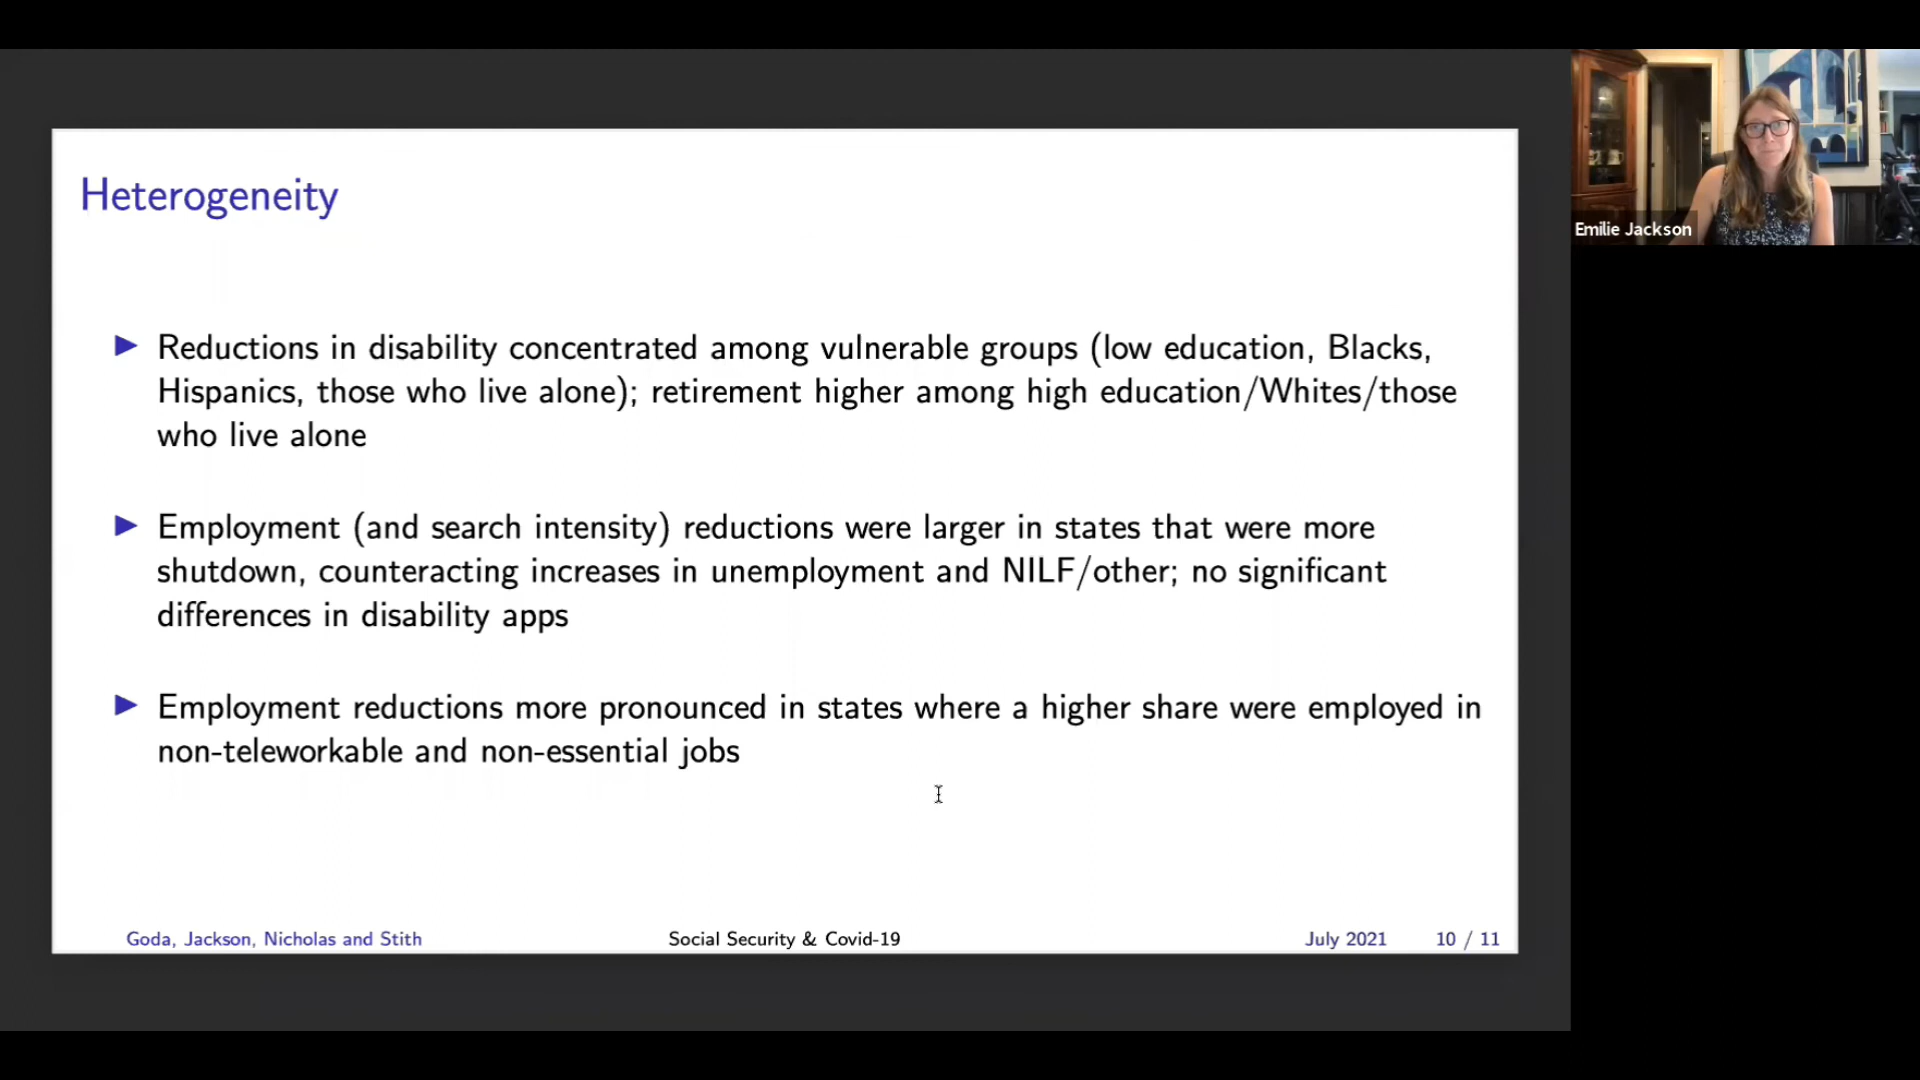 Heterogeneity
▶ Reductions in disability concentrated among vulnerable groups (low education, Blacks,
Hispanics, those who live alone); retirement higher among high education/Whites/those
who live alone
▶ Employment (and search intensity) reductions were larger in states that were more
shutdown, counteracting increases in unemployment and NILF/other; no significant
differences in disability apps
▶ Employment reductions more pronounced in states where a higher share were employed in
non-teleworkable and non-essential jobs
Goda, Jackson, Nicholas and Stith Social Security & Covid-19 July 2021 10 / 11
Emilie Jackson